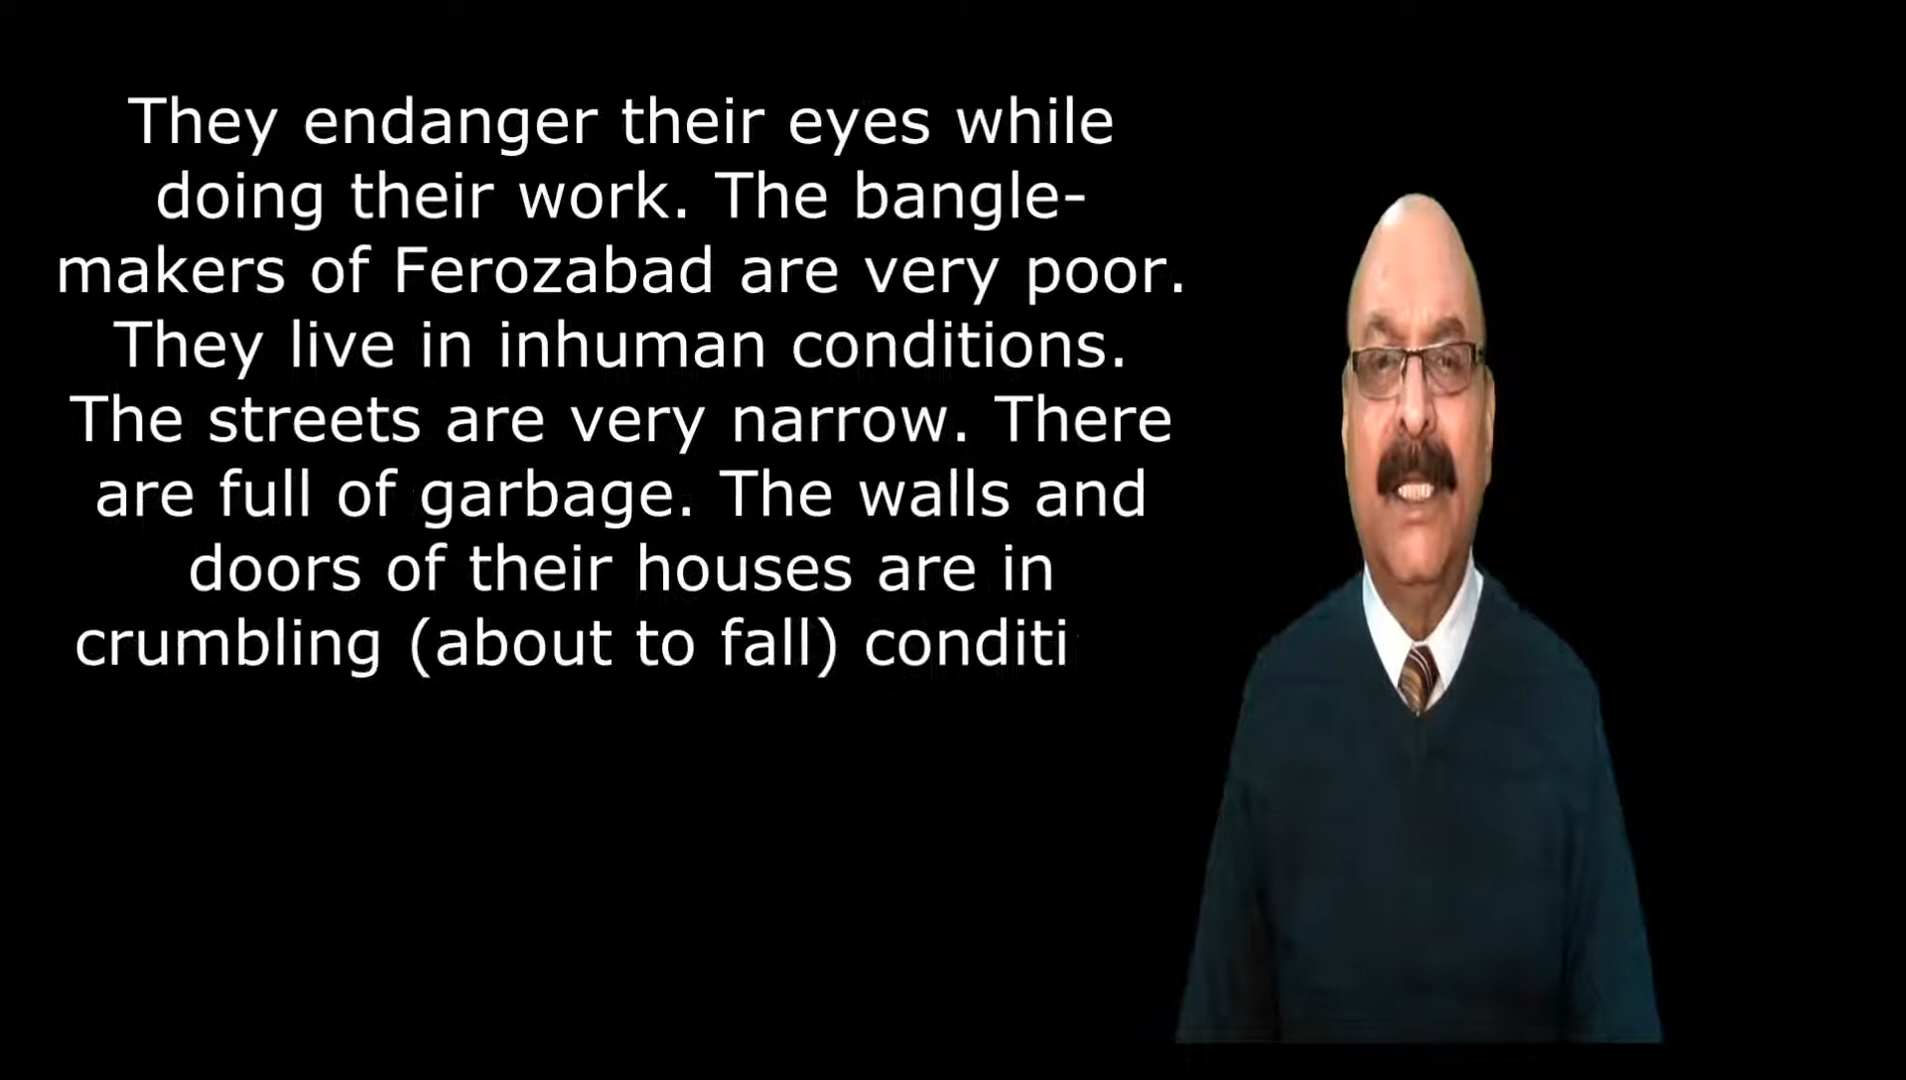 They endanger their eyes while
doing their work. The bangle-
makers of Ferozabad are very poor.
They live in inhuman conditions.
The streets are very narrow. There
are full of garbage. The walls and
doors of their houses are in
crumbling (about to fall) conditi